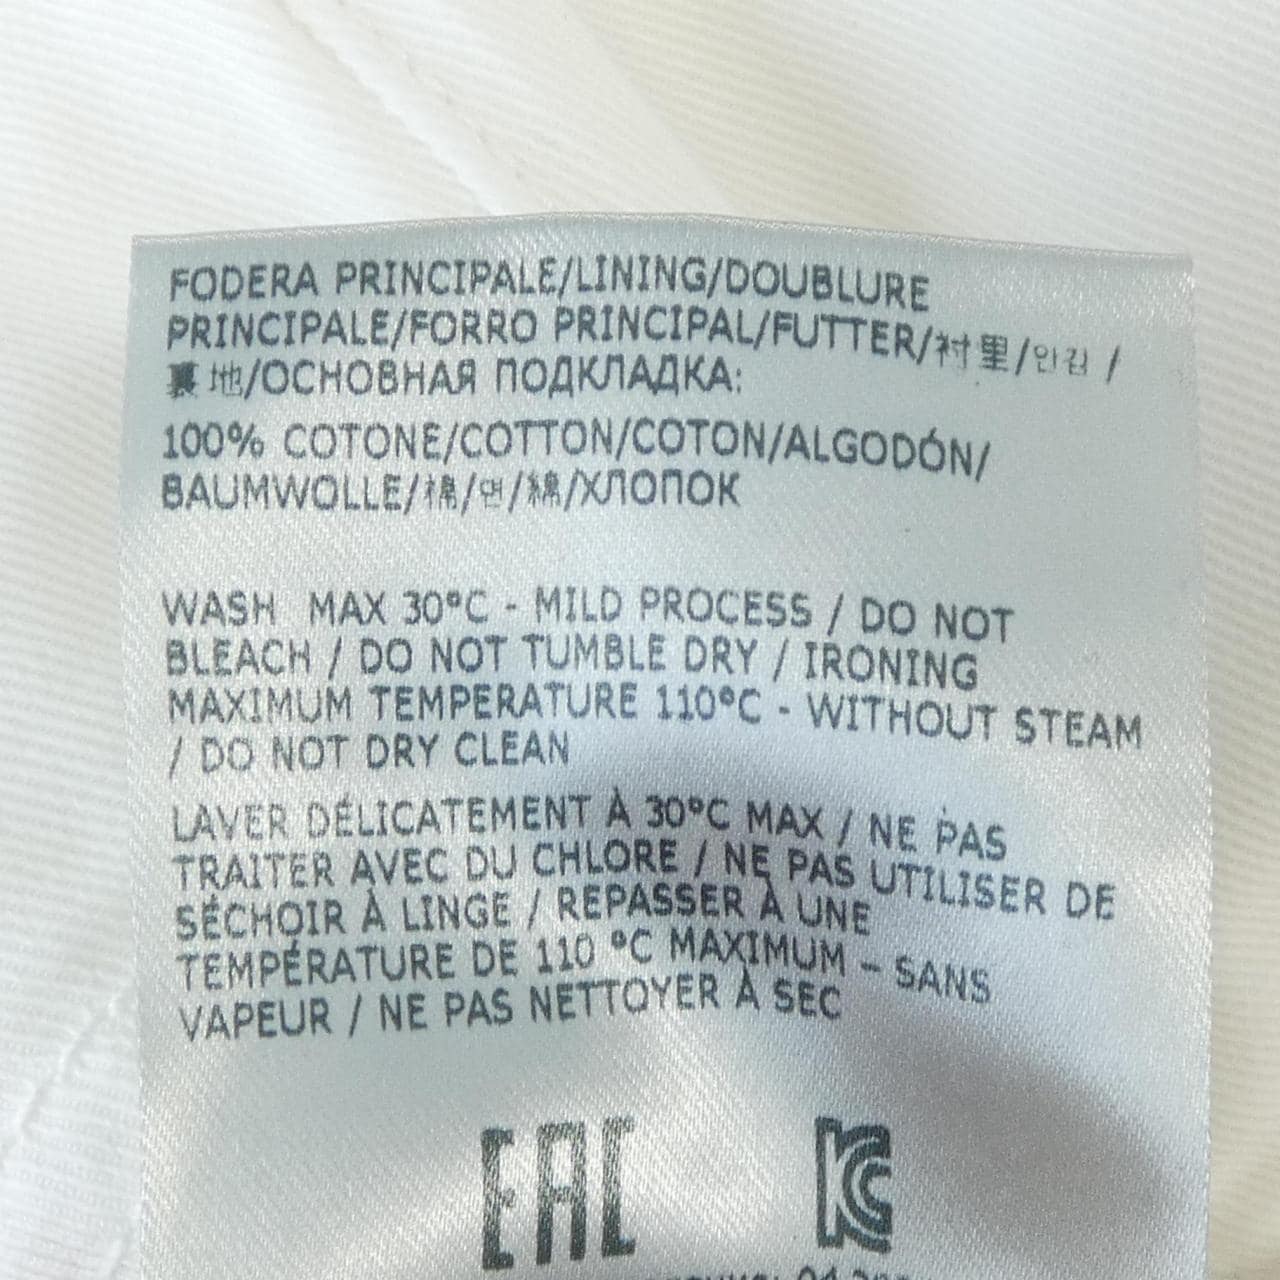 FODERA PRINCIPALE/LINING/DOUBLURE
PRINCIPALE/FORRO PRINCIPAL/FUTTER/衬里/안감 /
裏地/ОСНОВНАЯ ПОДКЛАДКА:
100% COTONE/COTTON/COTON/ALGODÓN/
BAUMWOLLE/棉/면/綿/ХЛОПОК
WASH MAX 30°C - MILD PROCESS / DO NOT
BLEACH / DO NOT TUMBLE DRY / IRONING
MAXIMUM TEMPERATURE 110°C - WITHOUT STEAM
/ DO NOT DRY CLEAN
LAVER DÉLICATEMENT À 30°C MAX / NE PAS
TRAITER AVEC DU CHLORE / NE PAS UTILISER DE
SÉCHOIR À LINGE / REPASSER À UNE
TEMPÉRATURE DE 110 °C MAXIMUM - SANS
VAPEUR / NE PAS NETTOYER À SEC
EAC KC